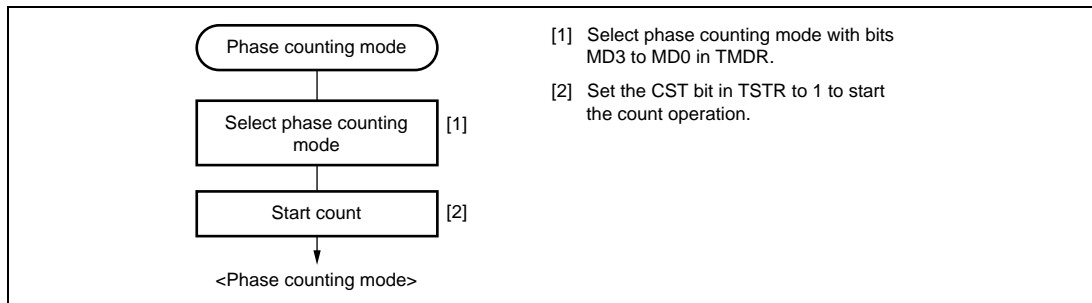 Phase counting mode
Select phase counting
mode
[1]
Start count
[2]
<Phase counting mode>
[1] Select phase counting mode with bits
MD3 to MD0 in TMDR.
[2] Set the CST bit in TSTR to 1 to start
the count operation.